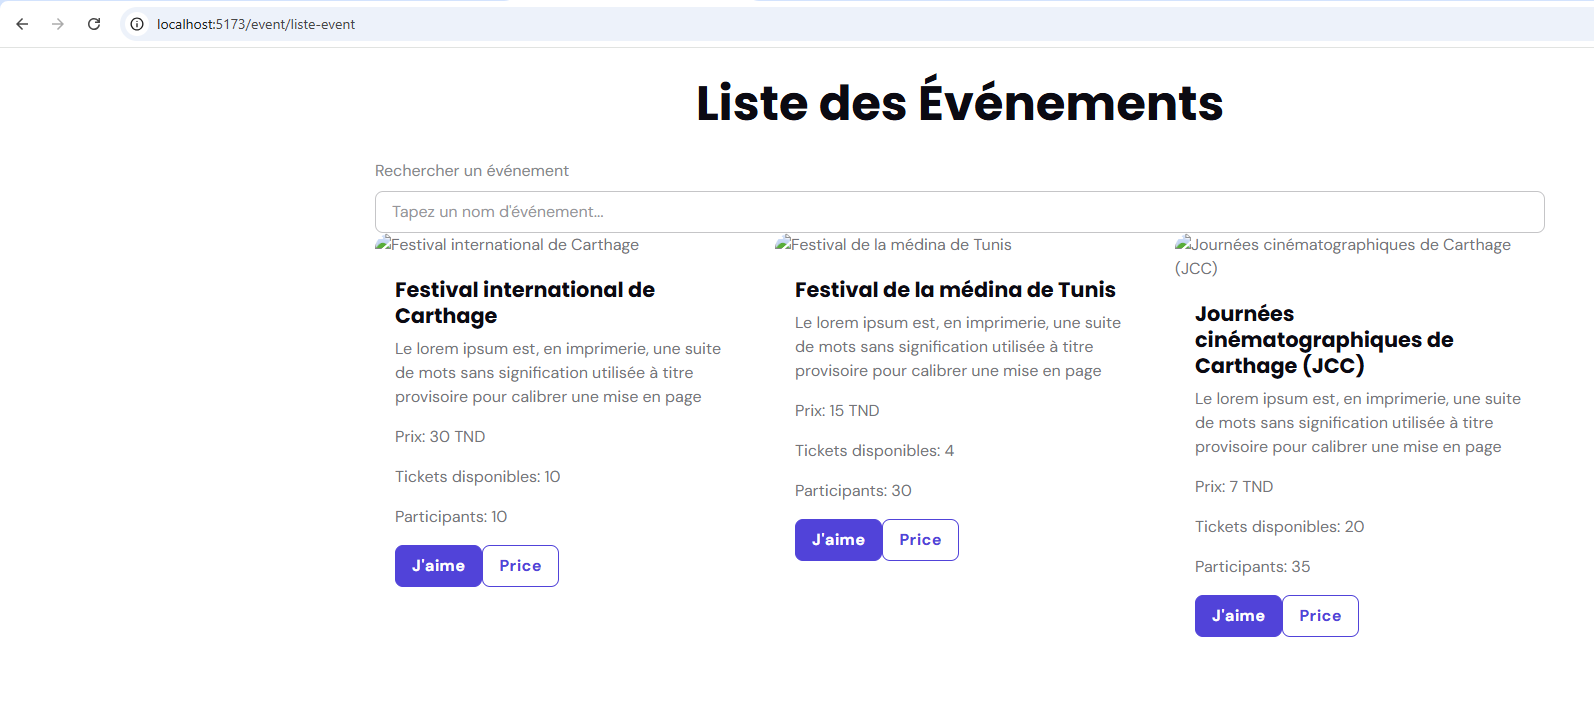 localhost:5173/event/liste-event
Liste des Événements
Rechercher un événement
Tapez un nom d'événement...
Festival international de Carthage
Festival international de
Carthage
Le lorem ipsum est, en imprimerie, une suite
de mots sans signification utilisée à titre
provisoire pour calibrer une mise en page
Prix: 30 TND
Tickets disponibles: 10
Participants: 10
J'aime
Price
Festival de la médina de Tunis
Festival de la médina de Tunis
Le lorem ipsum est, en imprimerie, une suite
de mots sans signification utilisée à titre
provisoire pour calibrer une mise en page
Prix: 15 TND
Tickets disponibles: 4
Participants: 30
J'aime
Price
Journées cinématographiques de Carthage
(JCC)
Journées
cinématographiques de
Carthage (JCC)
Le lorem ipsum est, en imprimerie, une suite
de mots sans signification utilisée à titre
provisoire pour calibrer une mise en page
Prix: 7 TND
Tickets disponibles: 20
Participants: 35
J'aime
Price